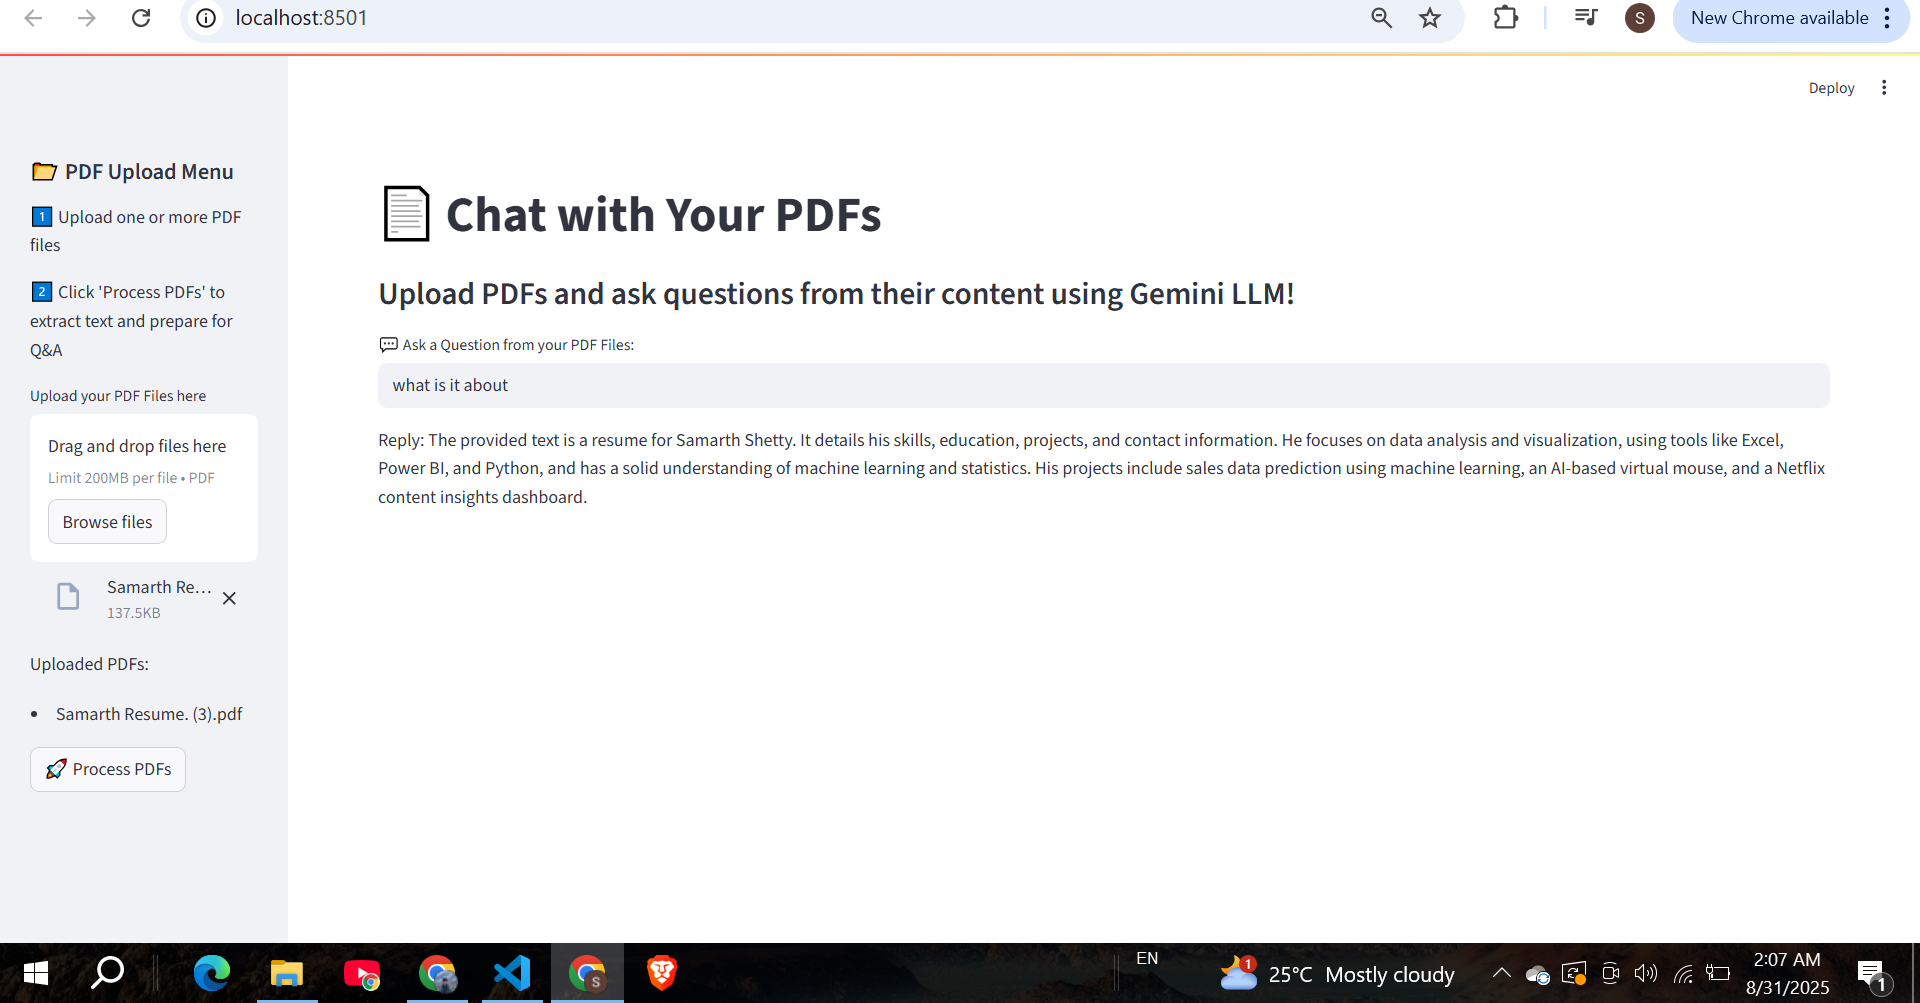 localhost:8501
S
New Chrome available
Deploy
PDF Upload Menu
1 Upload one or more PDF
files
2 Click 'Process PDFs' to
extract text and prepare for
Q&A
Upload your PDF Files here
Drag and drop files here
Limit 200MB per file • PDF
Browse files
Samarth Re...
137.5KB
Uploaded PDFs:
• Samarth Resume. (3).pdf
Process PDFs
Chat with Your PDFs
Upload PDFs and ask questions from their content using Gemini LLM!
Ask a Question from your PDF Files:
what is it about
Reply: The provided text is a resume for Samarth Shetty. It details his skills, education, projects, and contact information. He focuses on data analysis and visualization, using tools like Excel,
Power BI, and Python, and has a solid understanding of machine learning and statistics. His projects include sales data prediction using machine learning, an AI-based virtual mouse, and a Netflix
content insights dashboard.
S
EN
1
25°C Mostly cloudy
2:07 AM
8/31/2025
1